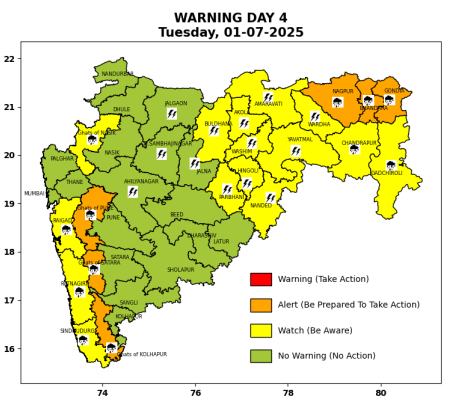 WARNING DAY 4
Tuesday, 01-07-2025
22
21
20
19
18
17
16
74
76
78
80
NANDURBAR
DHULE
JALGAON
AMARAVATI
NAGPUR
GONDIA
BHANDARA
WARDHA
AKOLA
BULDHANA
Ghats of NASIK
NASIK
SAMBHAJINAGAR
WASHIM
YAVATMAL
CHANDRAPUR
GADCHIROLI
PALGHAR
THANE
AHILYANAGAR
JALNA
HINGOLI
PARBHANI
NANDED
MUMBAI
Ghats of PUNE
PUNE
RAIGAD
BEED
DHARASHIV
LATUR
SATARA
Ghats of SATARA
SHOLAPUR
RATNAGIRI
SANGLI
KOLHAPUR
SINDHUDURG
Ghats of KOLHAPUR
Warning (Take Action)
Alert (Be Prepared To Take Action)
Watch (Be Aware)
No Warning (No Action)